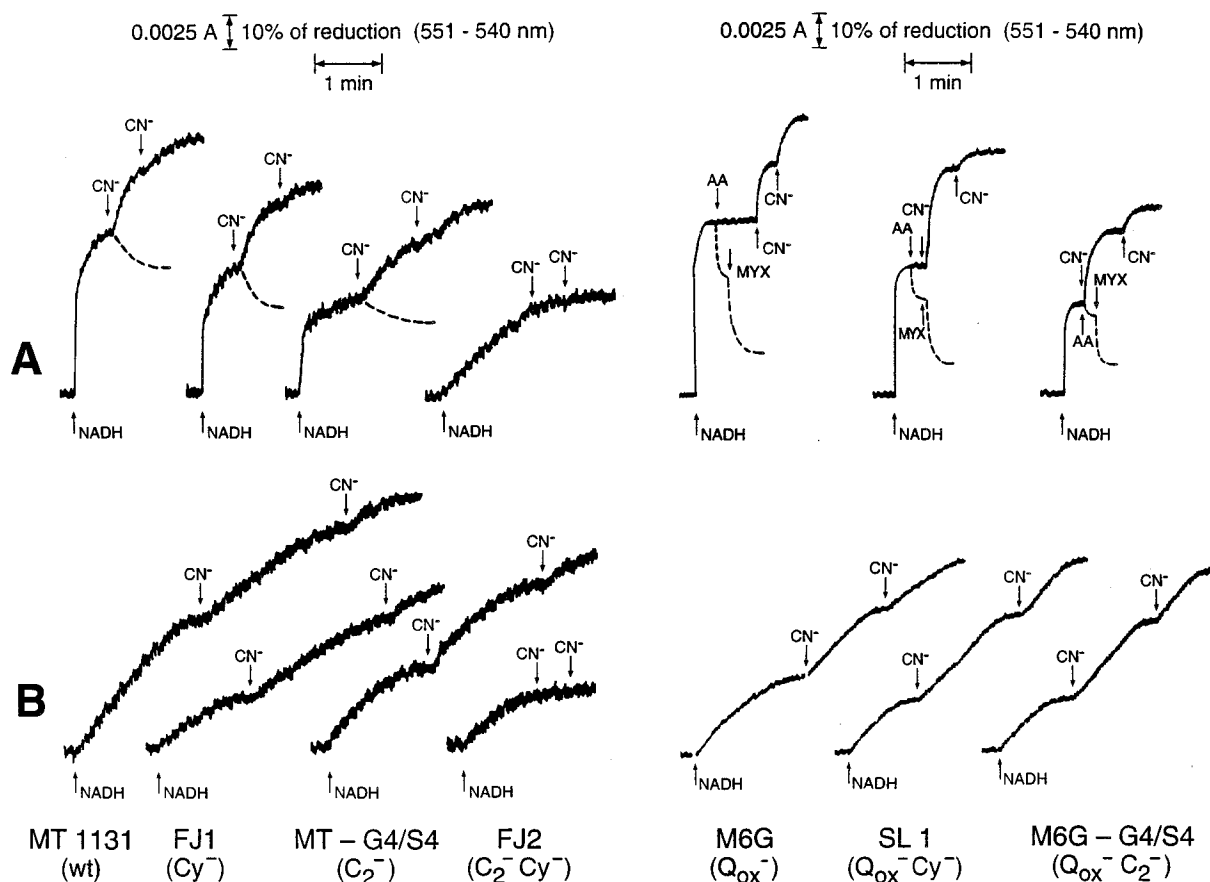 0.0025 A 10% of reduction (551 - 540 nm)
1 min
0.0025 A 10% of reduction (551 - 540 nm)
1 min
A
CN⁻
CN⁻
NADH
CN⁻
CN⁻
NADH
CN⁻
CN⁻
NADH
CN⁻
CN⁻
NADH
AA
MYX
CN⁻
CN⁻
NADH
CN⁻
AA
MYX
CN⁻
NADH
CN⁻
MYX
AA
CN⁻
NADH
B
CN⁻
CN⁻
NADH
CN⁻
CN⁻
NADH
CN⁻
CN⁻
NADH
CN⁻
CN⁻
NADH
CN⁻
CN⁻
NADH
CN⁻
CN⁻
NADH
CN⁻
CN⁻
NADH
MT 1131
(wt)
FJ1
(Cy⁻)
MT – G4/S4
(C₂⁻)
FJ2
(C₂⁻ Cy⁻)
M6G
(Qox⁻)
SL 1
(Qox⁻ Cy⁻)
M6G – G4/S4
(Qox⁻ C₂⁻)